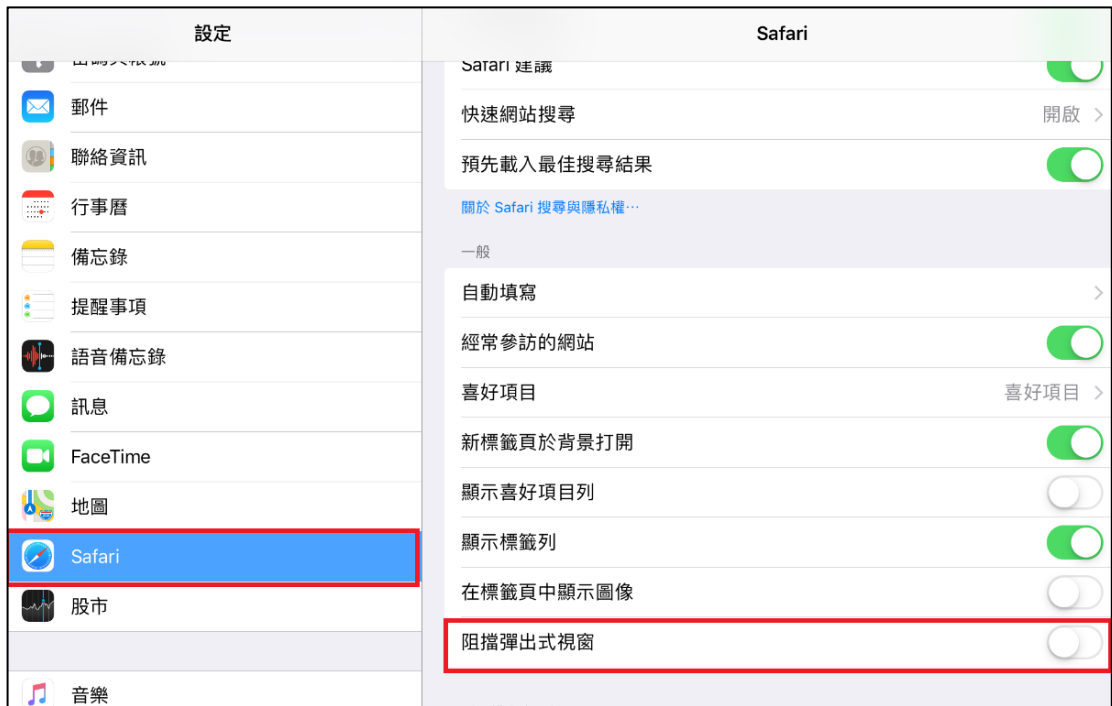 設定
郵件
聯絡資訊
行事曆
備忘錄
提醒事項
語音備忘錄
訊息
FaceTime
地圖
Safari
股市
音樂
Safari
Safari 建議
快速網站搜尋 開啟
預先載入最佳搜尋結果
關於 Safari 搜尋與隱私權…
一般
自動填寫
經常參訪的網站
喜好項目 喜好項目
新標籤頁於背景打開
顯示喜好項目列
顯示標籤列
在標籤頁中顯示圖像
阻擋彈出式視窗